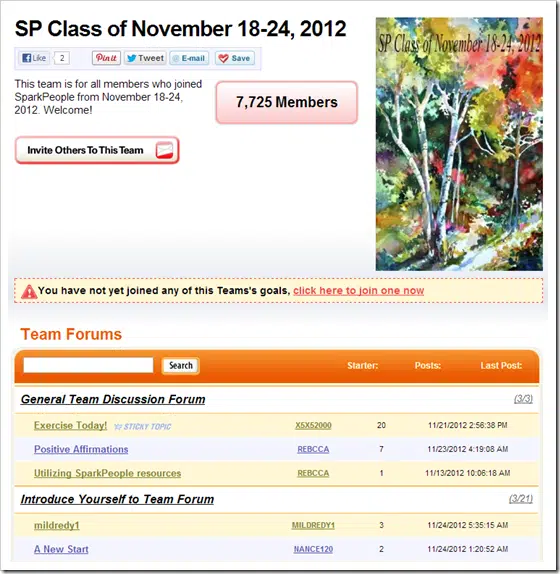 SP Class of November 18-24, 2012
Like 2 Pin it Tweet E-mail Save
This team is for all members who joined
SparkPeople from November 18-24,
2012. Welcome!
7,725 Members
Invite Others To This Team
SP Class of November 18-24, 2012
You have not yet joined any of this Teams's goals, click here to join one now
Team Forums
Search Starter: Posts: Last Post:
General Team Discussion Forum (3/3)
Exercise Today! STICKY TOPIC X5X52000 20 11/21/2012 2:56:38 PM
Positive Affirmations REBCCA 7 11/23/2012 4:19:08 AM
Utilizing SparkPeople resources REBCCA 1 11/13/2012 10:06:18 AM
Introduce Yourself to Team Forum (3/21)
mildredy1 MILDREDY1 3 11/24/2012 5:35:15 AM
A New Start NANCE120 2 11/24/2012 1:20:52 AM